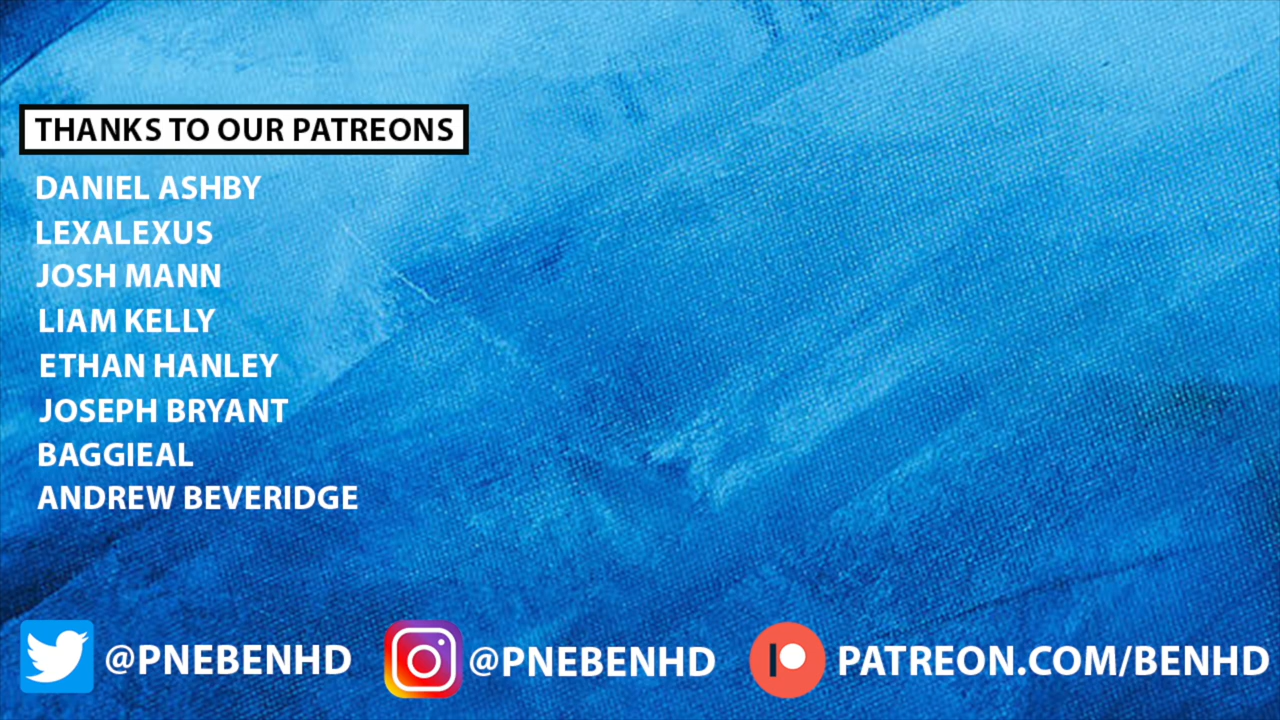 THANKS TO OUR PATREONS
DANIEL ASHBY
LEXALEXUS
JOSH MANN
LIAM KELLY
ETHAN HANLEY
JOSEPH BRYANT
BAGGIEAL
ANDREW BEVERIDGE
@PNEBENHD
@PNEBENHD
PATREON.COM/BENHD